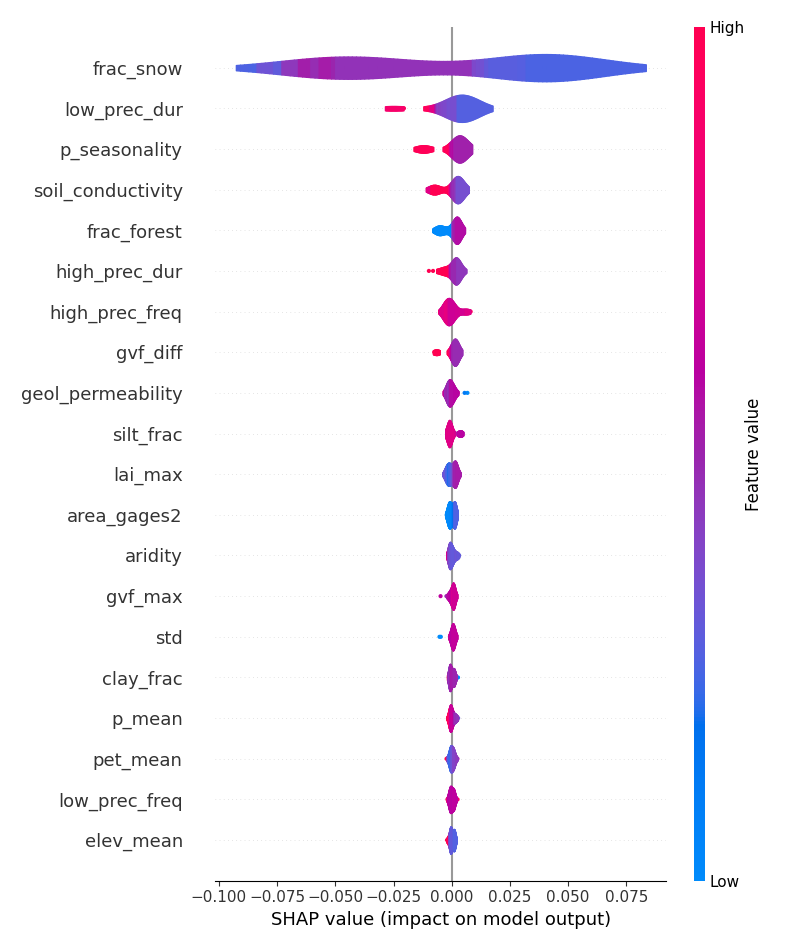 High
frac_snow
low_prec_dur
p_seasonality
soil_conductivity
frac_forest
high_prec_dur
high_prec_freq
gvf_diff
geol_permeability
silt_frac
lai_max
area_gages2
aridity
gvf_max
std
clay_frac
p_mean
pet_mean
low_prec_freq
elev_mean
Feature value
Low
−0.100 −0.075 −0.050 −0.025 0.000 0.025 0.050 0.075
SHAP value (impact on model output)